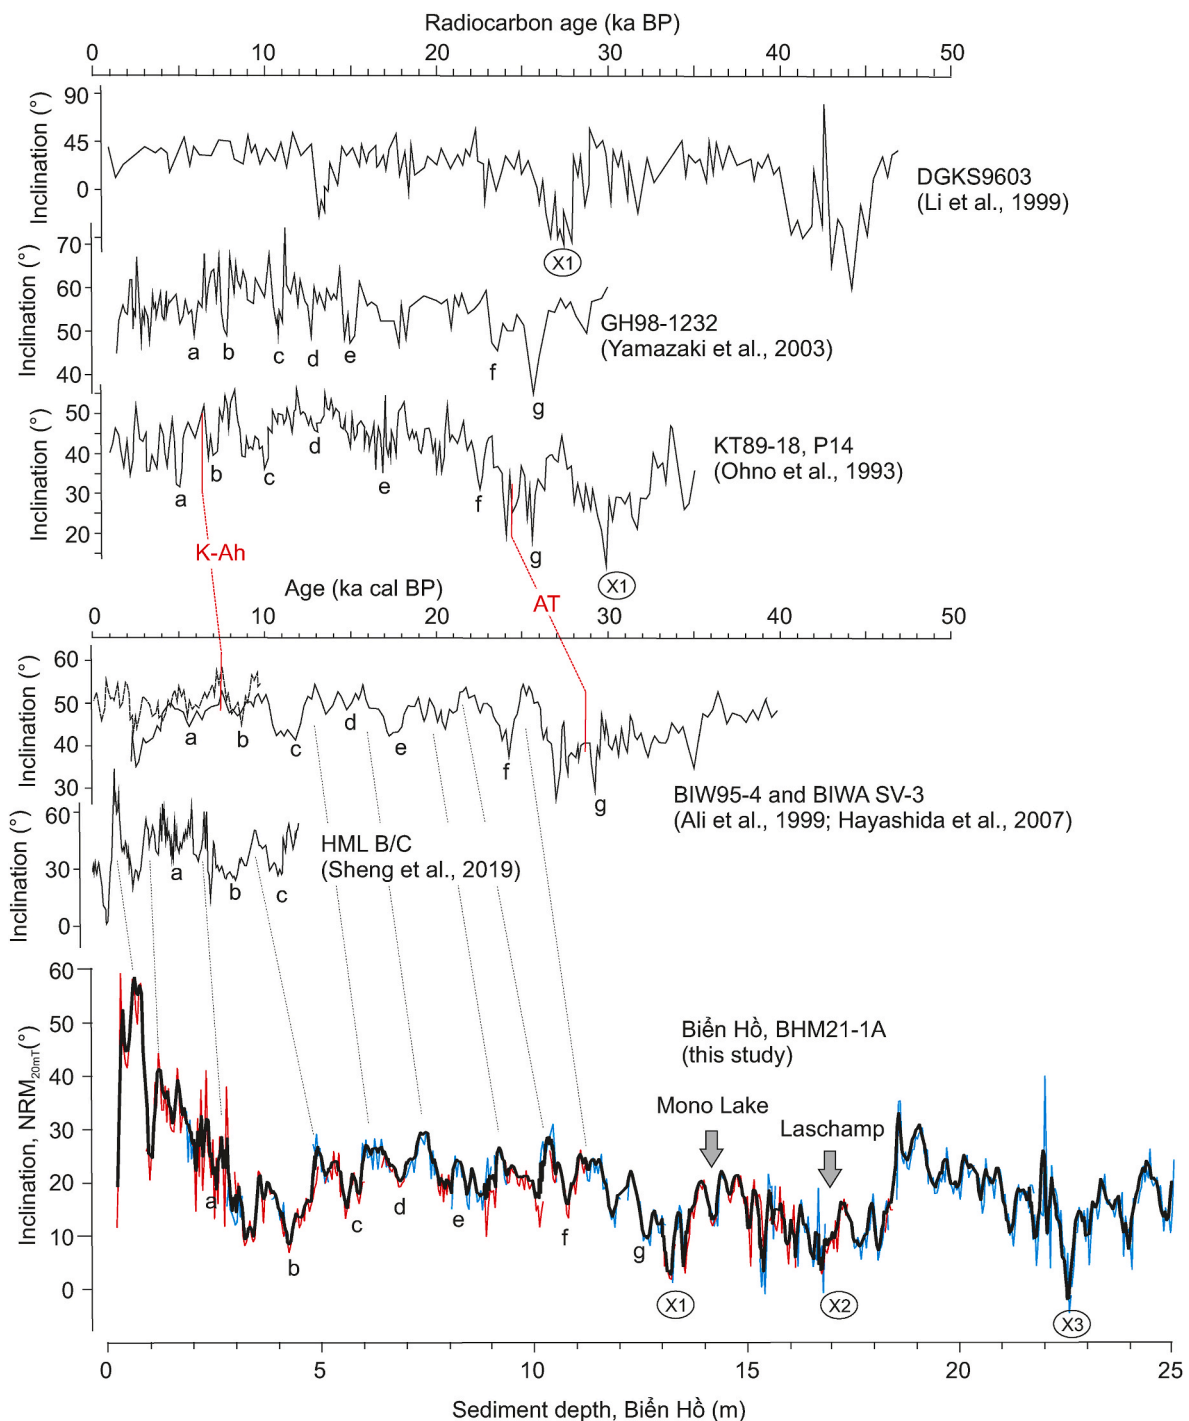 Radiocarbon age (ka BP)
0 10 20 30 40 50
Inclination (°)
90
45
0
DGKS9603
(Li et al., 1999)
X1
Inclination (°)
70
60
50
40
GH98-1232
(Yamazaki et al., 2003)
a b c d e f g
Inclination (°)
50
40
30
20
KT89-18, P14
(Ohno et al., 1993)
a b c d e f g
X1
K-Ah
AT
Age (ka cal BP)
0 10 20 30 40 50
Inclination (°)
60
50
40
30
a b c d e f g
BIW95-4 and BIWA SV-3
(Ali et al., 1999; Hayashida et al., 2007)
Inclination (°)
60
30
0
HML B/C
(Sheng et al., 2019)
a b c
Inclination, NRM20mT(°)
60
50
40
30
20
10
0
Biển Hồ, BHM21-1A
(this study)
Mono Lake
Laschamp
a b c d e f g
X1 X2 X3
0 5 10 15 20 25
Sediment depth, Biển Hồ (m)